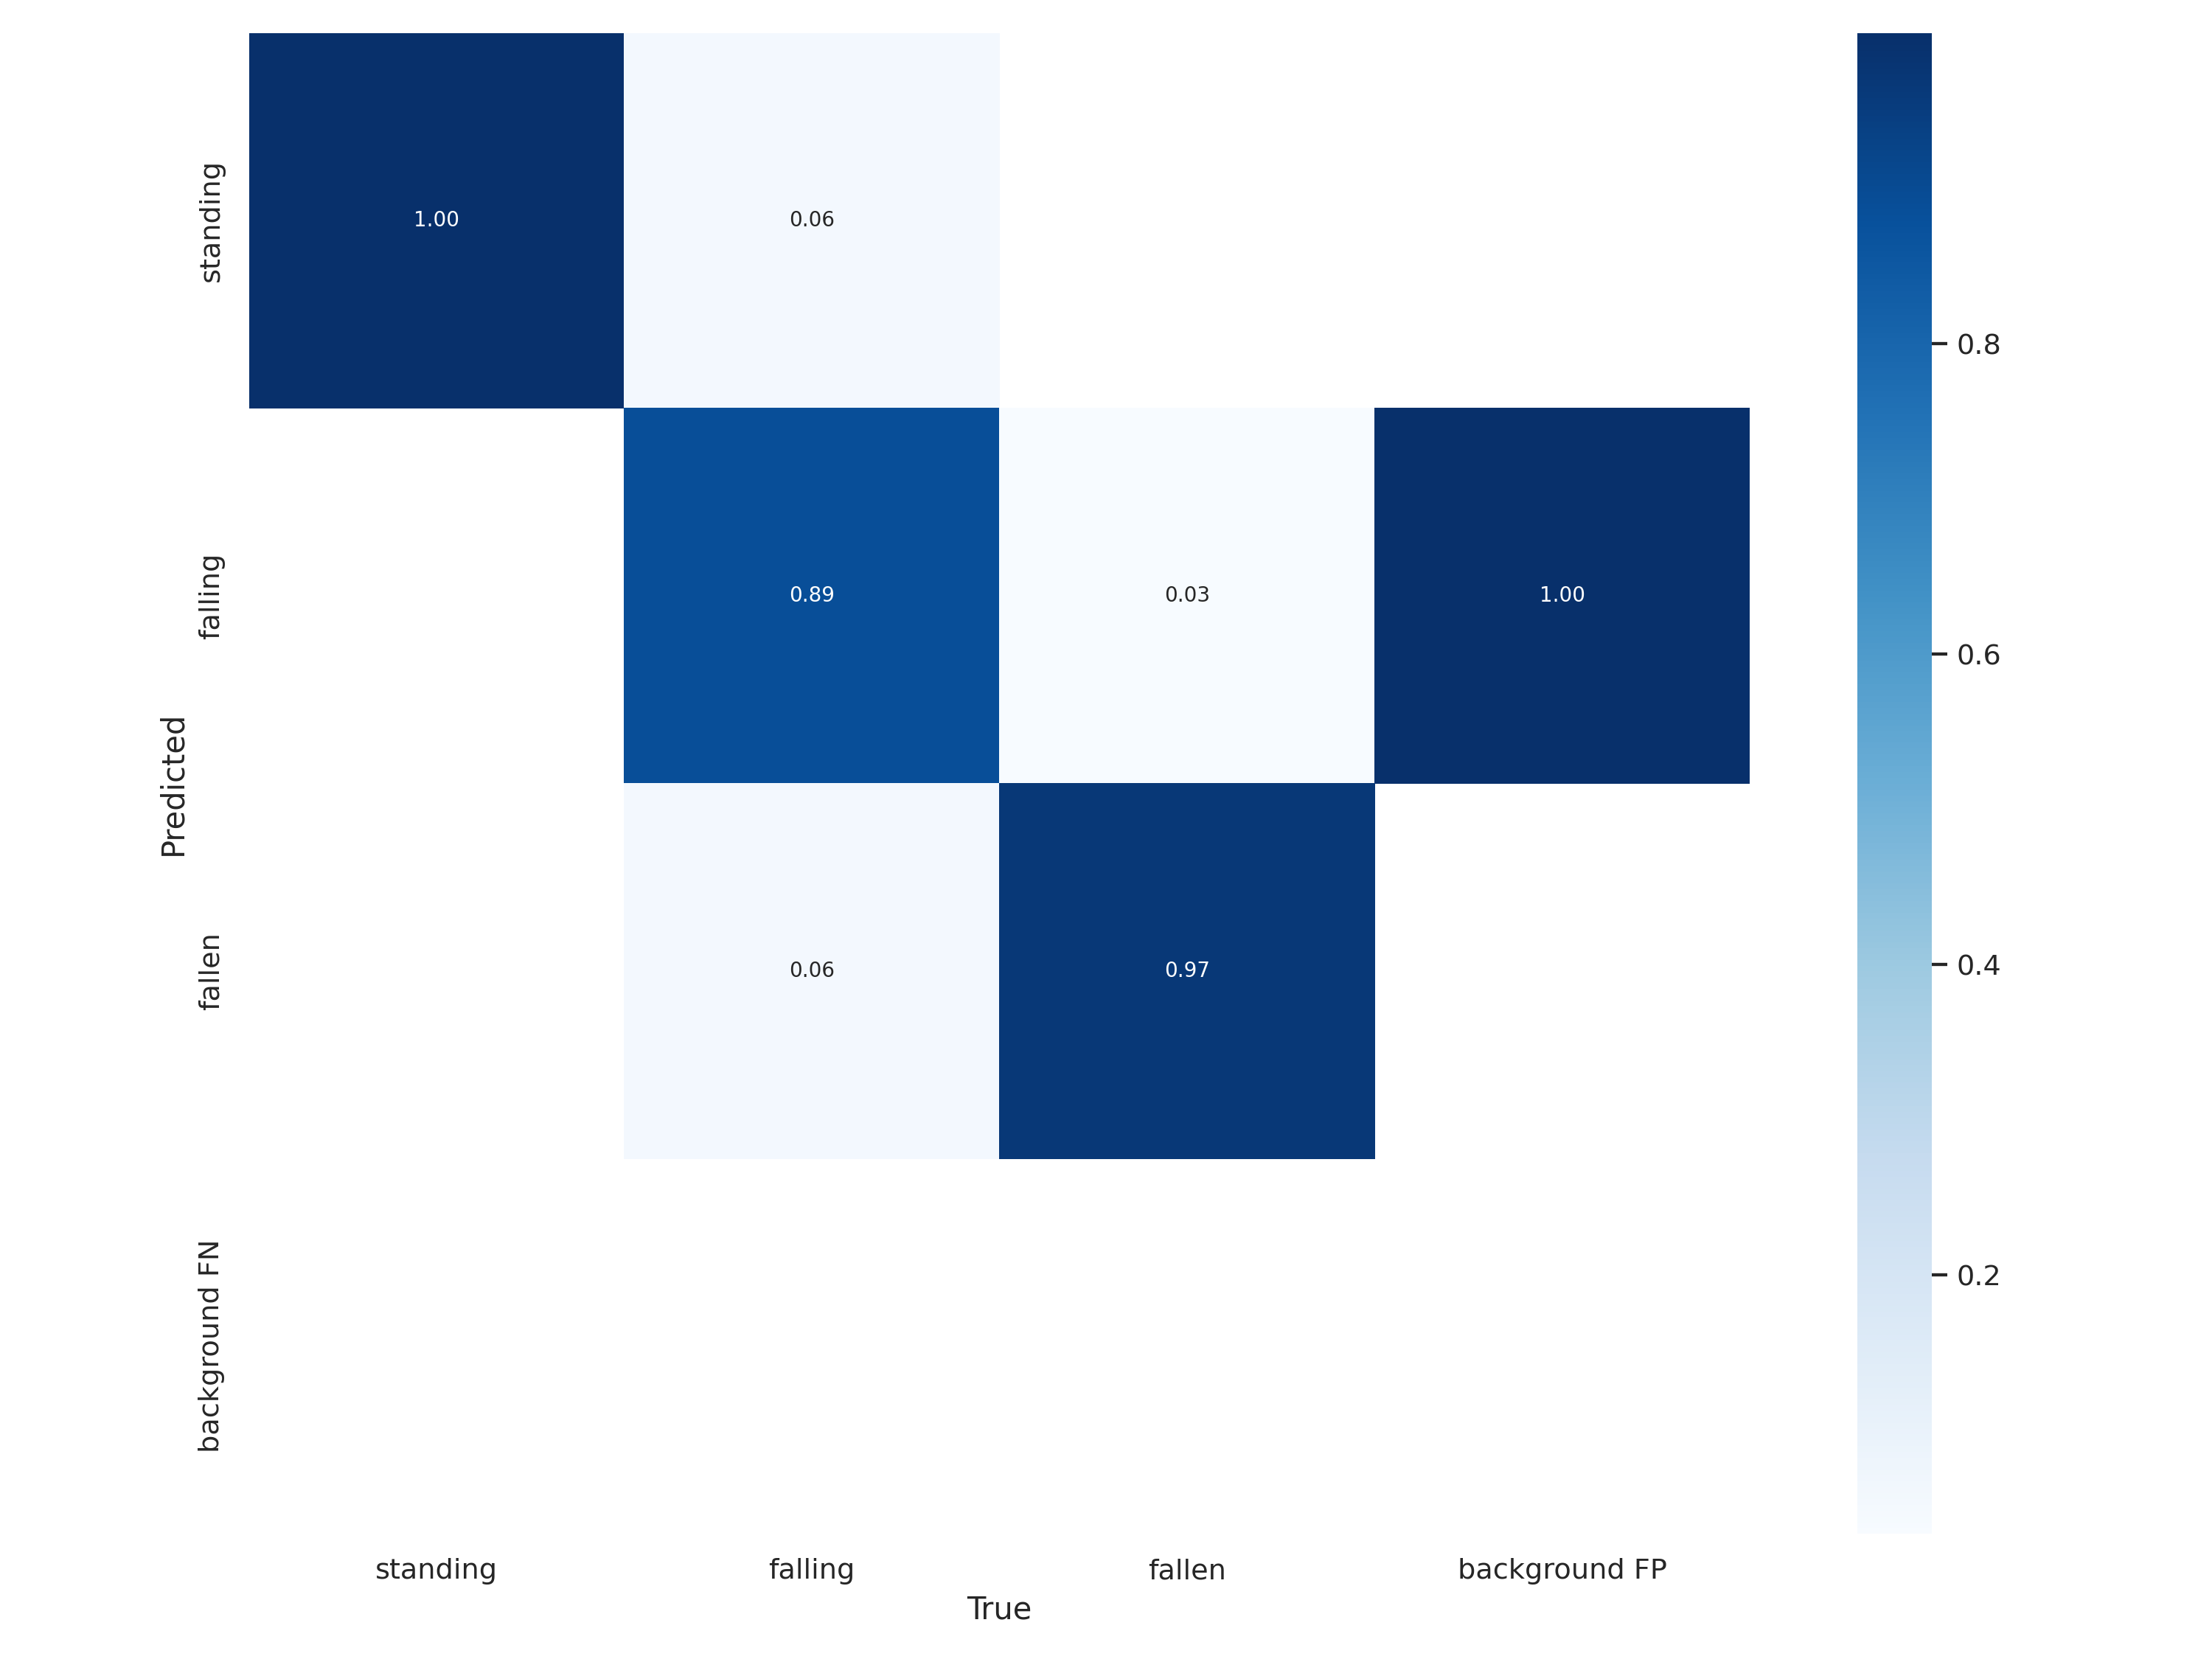 standing
1.00
0.06
falling
0.89
0.03
1.00
fallen
0.06
0.97
background FN
Predicted
standing
falling
fallen
background FP
True
0.8
0.6
0.4
0.2